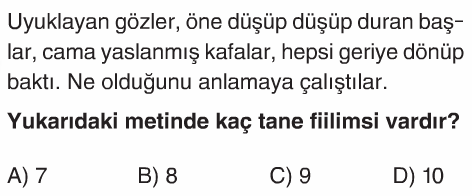 Uyuklayan gözler, öne düşüp düşüp duran baş-
lar, cama yaslanmış kafalar, hepsi geriye dönüp
baktı. Ne olduğunu anlamaya çalıştılar.
Yukarıdaki metinde kaç tane fiilimsi vardır?
A) 7 B) 8 C) 9 D) 10